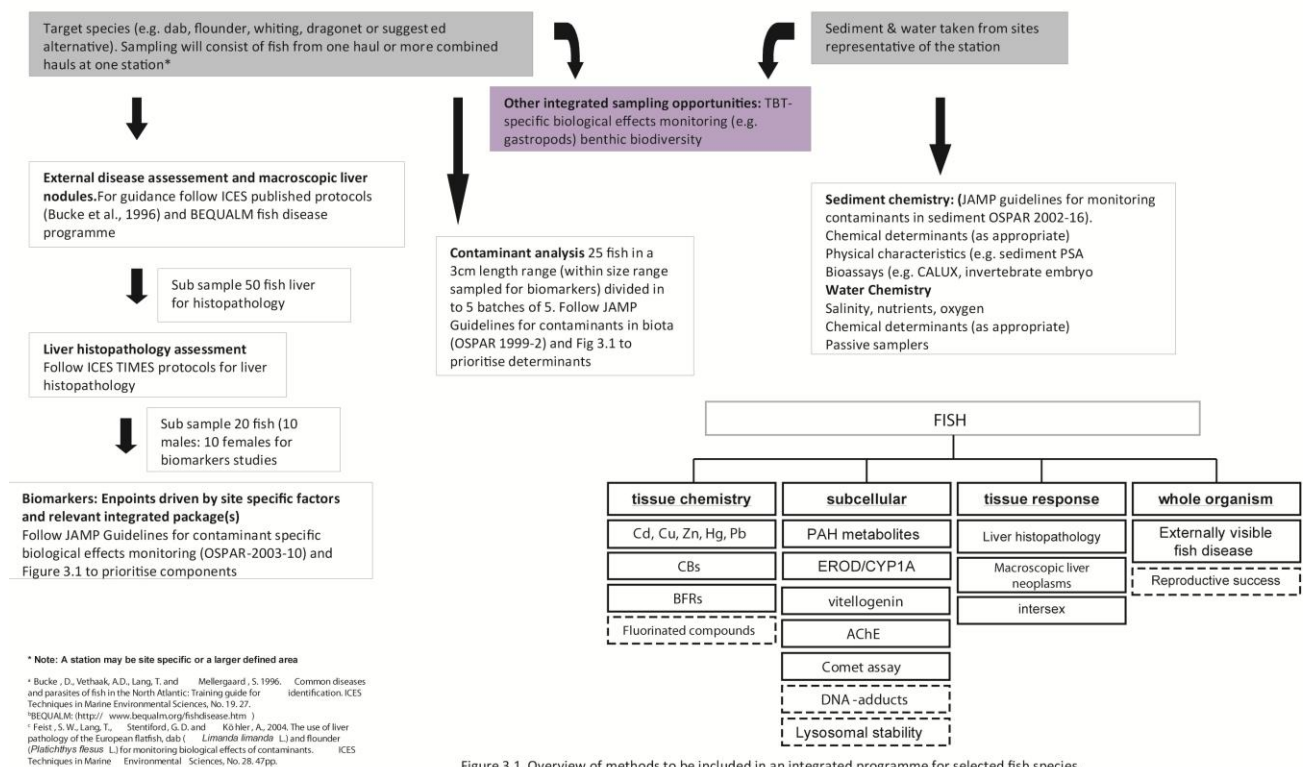 Target species (e.g. dab, flounder, whiting, dragonet or suggested
alternative). Sampling will consist of fish from one haul or more combined
hauls at one station*
Sediment & water taken from sites
representative of the station
Other integrated sampling opportunities: TBT-
specific biological effects monitoring (e.g.
gastropods) benthic biodiversity
External disease assessement and macroscopic liver
nodules.For guidance follow ICES published protocols
(Bucke et al., 1996) and BEQUALM fish disease
programme
Sub sample 50 fish liver
for histopathology
Liver histopathology assessment
Follow ICES TIMES protocols for liver
histopathology
Sub sample 20 fish (10
males: 10 females for
biomarkers studies
Biomarkers: Enpoints driven by site specific factors
and relevant integrated package(s)
Follow JAMP Guidelines for contaminant specific
biological effects monitoring (OSPAR-2003-10) and
Figure 3.1 to prioritise components
Contaminant analysis 25 fish in a
3cm length range (within size range
sampled for biomarkers) divided in
to 5 batches of 5. Follow JAMP
Guidelines for contaminants in biota
(OSPAR 1999-2) and Fig 3.1 to
prioritise determinants
Sediment chemistry: (JAMP guidelines for monitoring
contaminants in sediment OSPAR 2002-16).
Chemical determinants (as appropriate)
Physical characteristics (e.g. sediment PSA
Bioassays (e.g. CALUX, invertebrate embryo
Water Chemistry
Salinity, nutrients, oxygen
Chemical determinants (as appropriate)
Passive samplers
FISH
tissue chemistry
Cd, Cu, Zn, Hg, Pb
CBs
BFRs
Fluorinated compounds
subcellular
PAH metabolites
EROD/CYP1A
vitellogenin
AChE
Comet assay
DNA -adducts
Lysosomal stability
tissue response
Liver histopathology
Macroscopic liver
neoplasms
intersex
whole organism
Externally visible
fish disease
Reproductive success
* Note: A station may be site specific or a larger defined area
ᵃ Bucke , D., Vethaak, A.D., Lang, T. and Mellergaard , S. 1996. Common diseases
and parasites of fish in the North Atlantic: Training guide for identification. ICES
Techniques in Marine Environmental Sciences, No. 19. 27.
ᵇBEQUALM: (http:// www.bequalm.org/fishdisease.htm )
ᶜ Feist , S. W., Lang, T., Stentiford, G. D. and Köhler, A., 2004. The use of liver
pathology of the European flatfish, dab ( Limanda limanda L.) and flounder
(Platichthys flesus L.) for monitoring biological effects of contaminants. ICES
Techniques in Marine Environmental Sciences, No. 28. 47pp.
Figure 3.1 Overview of methods to be included in an integrated programme for selected fish species